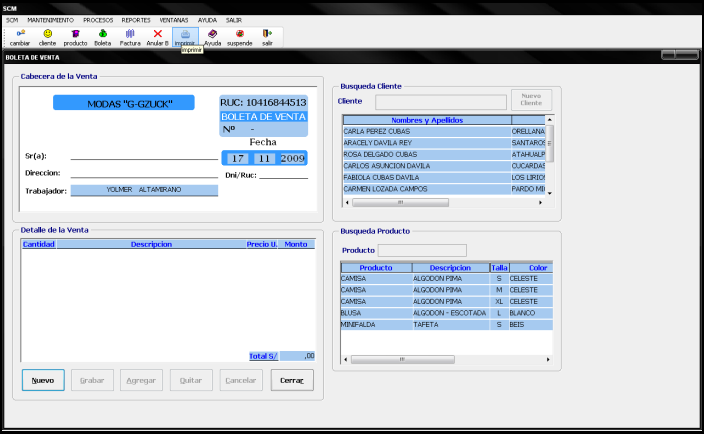 SCM
SCM MANTENIMIENTO PROCESOS REPORTES VENTANAS AYUDA SALIR
cambiar cliente producto Boleta Factura Anular B Imprimir Ayuda suspende salir
Imprimir
BOLETA DE VENTA
Cabecera de la Venta
MODAS "G-GZUCK"
RUC: 10416844513
BOLETA DE VENTA
Nº -
Fecha
17 11 2009
Sr(a):
Direccion:
Dni/Ruc:
Trabajador: YOLMER ALTAMIRANO
Busqueda Cliente
Cliente
Nuevo
Cliente
Nombres y Apellidos
CARLA PEREZ CUBAS ORELLANA
ARACELY DAVILA REY SANTAROS
ROSA DELGADO CUBAS ATAHUALP
CARLOS ASUNCION DAVILA CUCARDAS
FABIOLA CUBAS DAVILA LOS LIRIO
CARMEN LOZADA CAMPOS PARDO MI
Detalle de la Venta
Cantidad Descripcion Precio U. Monto
Total S/ ,00
Nuevo Grabar Agregar Quitar Cancelar Cerrar
Busqueda Producto
Producto
Producto Descripcion Talla Color
CAMISA ALGODON PIMA S CELESTE
CAMISA ALGODON PIMA M CELESTE
CAMISA ALGODON PIMA XL CELESTE
BLUSA ALGODON - ESCOTADA L BLANCO
MINIFALDA TAFETA S BEIS